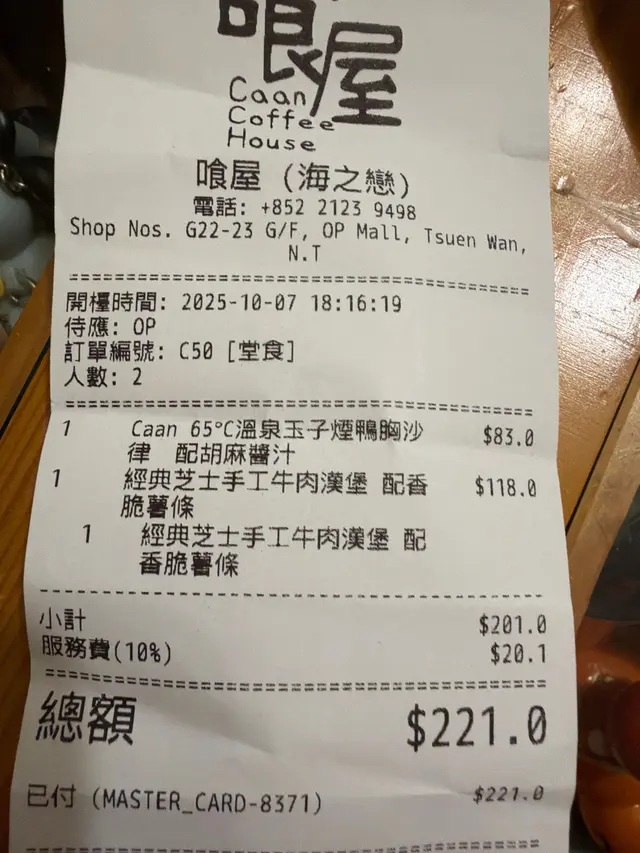 喰屋
Caan
Coffee
House
喰屋 (海之戀)
電話: +852 2123 9498
Shop Nos. G22-23 G/F, OP Mall, Tsuen Wan,
N.T
開檯時間: 2025-10-07 18:16:19
侍應: OP
訂單編號: C50 [堂食]
人數: 2
1 Caan 65°C溫泉玉子煙鴨胸沙 $83.0
律 配胡麻醬汁
1 經典芝士手工牛肉漢堡 配香 $118.0
脆薯條
1 經典芝士手工牛肉漢堡 配
香脆薯條
小計 $201.0
服務費(10%) $20.1
總額 $221.0
已付 (MASTER_CARD-8371) $221.0